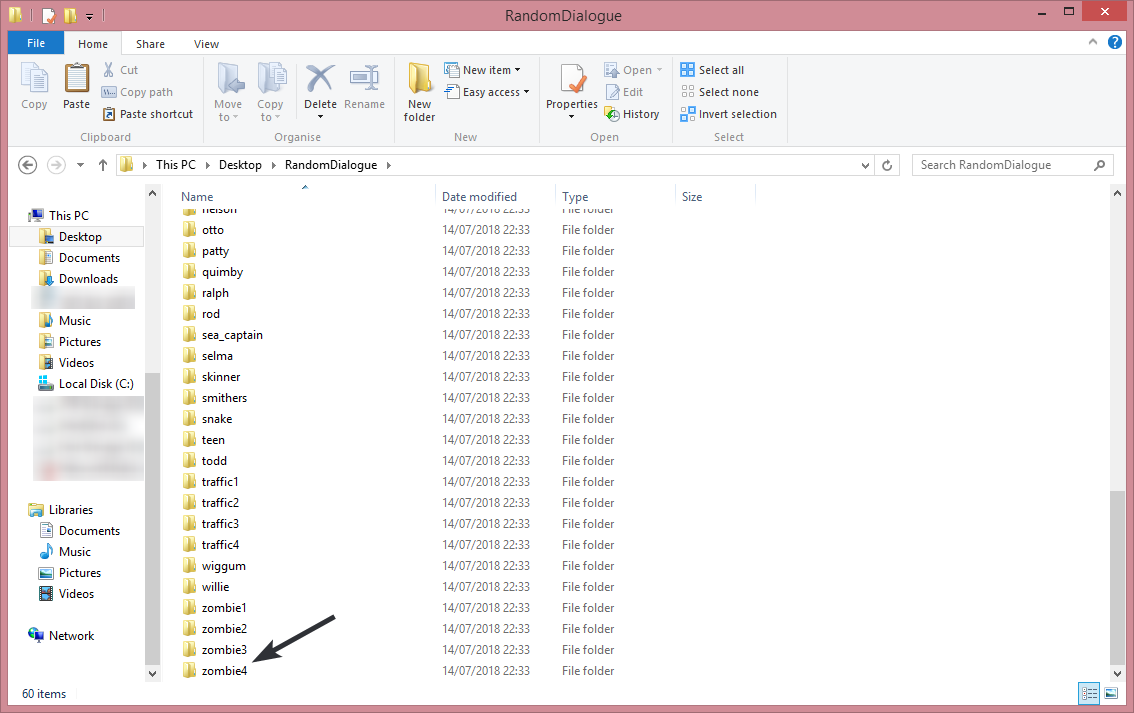 RandomDialogue
File Home Share View
Copy
Paste
Cut
Copy path
Paste shortcut
Clipboard
Move to
Copy to
Delete
Rename
Organise
New folder
New item
Easy access
New
Properties
Open
Edit
History
Open
Select all
Select none
Invert selection
Select
This PC Desktop RandomDialogue
Search RandomDialogue
This PC
Desktop
Documents
Downloads
Music
Pictures
Videos
Local Disk (C:)
Libraries
Documents
Music
Pictures
Videos
Network
Name Date modified Type Size
nelson 14/07/2018 22:33 File folder
otto 14/07/2018 22:33 File folder
patty 14/07/2018 22:33 File folder
quimby 14/07/2018 22:33 File folder
ralph 14/07/2018 22:33 File folder
rod 14/07/2018 22:33 File folder
sea_captain 14/07/2018 22:33 File folder
selma 14/07/2018 22:33 File folder
skinner 14/07/2018 22:33 File folder
smithers 14/07/2018 22:33 File folder
snake 14/07/2018 22:33 File folder
teen 14/07/2018 22:33 File folder
todd 14/07/2018 22:33 File folder
traffic1 14/07/2018 22:33 File folder
traffic2 14/07/2018 22:33 File folder
traffic3 14/07/2018 22:33 File folder
traffic4 14/07/2018 22:33 File folder
wiggum 14/07/2018 22:33 File folder
willie 14/07/2018 22:33 File folder
zombie1 14/07/2018 22:33 File folder
zombie2 14/07/2018 22:33 File folder
zombie3 14/07/2018 22:33 File folder
zombie4 14/07/2018 22:33 File folder
60 items